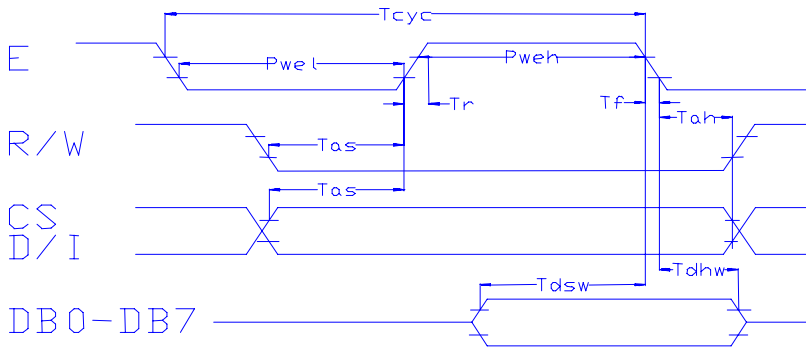 Tcyc
E
Pwel
Pweh
Tr
Tf
Tah
R/W
Tas
Tas
CS
D/I
Tdhw
Tdsw
DB0-DB7